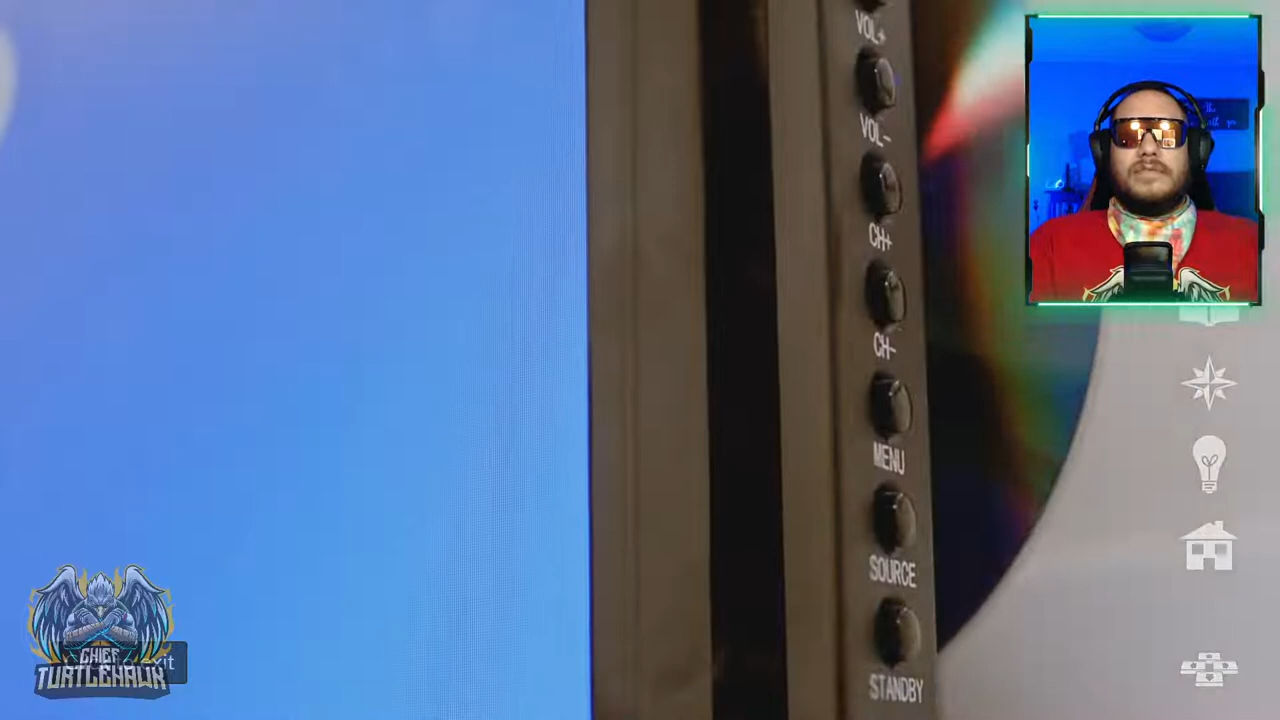 VOL+
VOL-
CH+
CH-
MENU
SOURCE
STANDBY
CHIEF
TURTLEHAWK